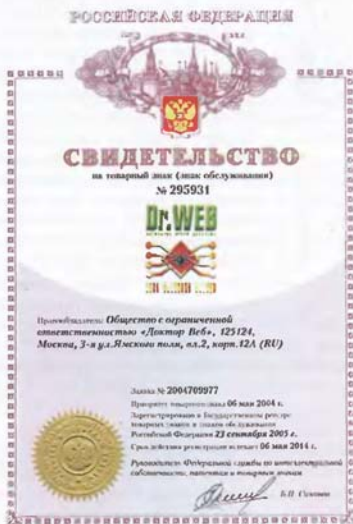 РОССИЙСКАЯ ФЕДЕРАЦИЯ
СВИДЕТЕЛЬСТВО
на товарный знак (знак обслуживания)
№ 295931
Dr.WEB
Правообладатель: Общество с ограниченной
ответственностью «Доктор Веб», 125124,
Москва, 3-я ул.Ямского поля, вл.2, корп.12А (RU)
Заявка № 2004709977
Приоритет товарного знака 06 мая 2004 г.
Зарегистрировано в Государственном реестре
товарных знаков и знаков обслуживания
Российской Федерации 23 сентября 2005 г.
Срок действия регистрации истекает 06 мая 2014 г.
Руководитель Федеральной службы по интеллектуальной
собственности, патентам и товарным знакам
Б.П. Симонов